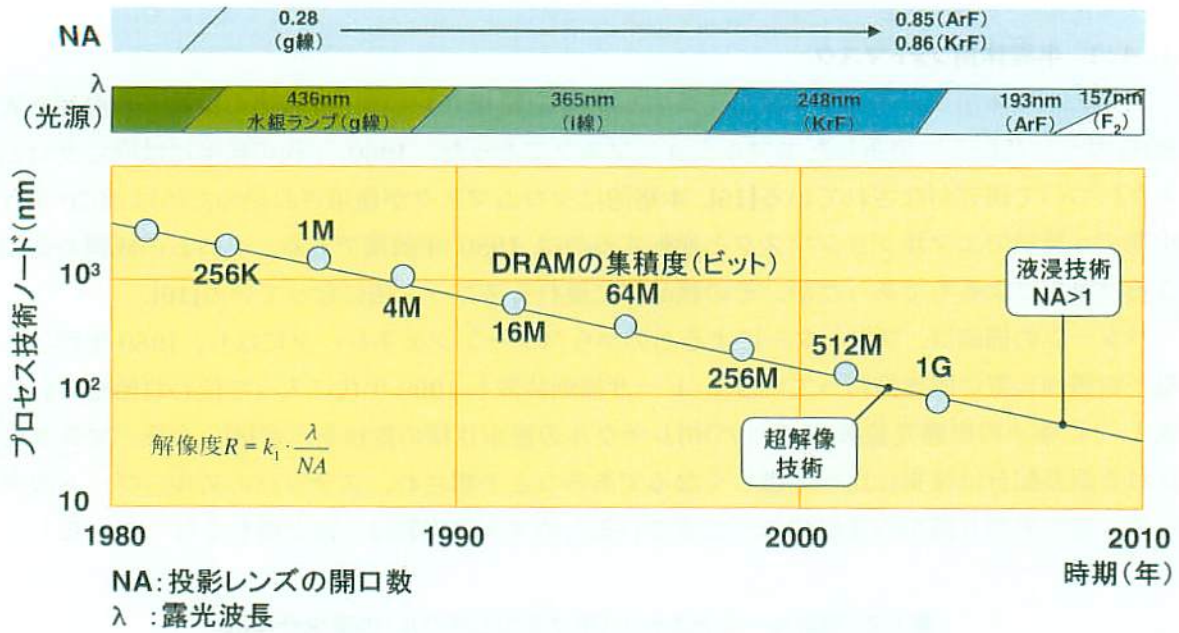 NA
0.28
(g線)
0.85(ArF)
0.86(KrF)
λ
(光源)
436nm
水銀ランプ(g線)
365nm
(i線)
248nm
(KrF)
193nm
(ArF)
157nm
(F₂)
プロセス技術ノード(nm)
10³
10²
10
256K
1M
4M
DRAMの集積度(ビット)
16M
64M
256M
512M
1G
液浸技術
NA>1
超解像
技術
解像度R=k₁・λ/NA
1980
1990
2000
2010
時期(年)
NA:投影レンズの開口数
λ :露光波長